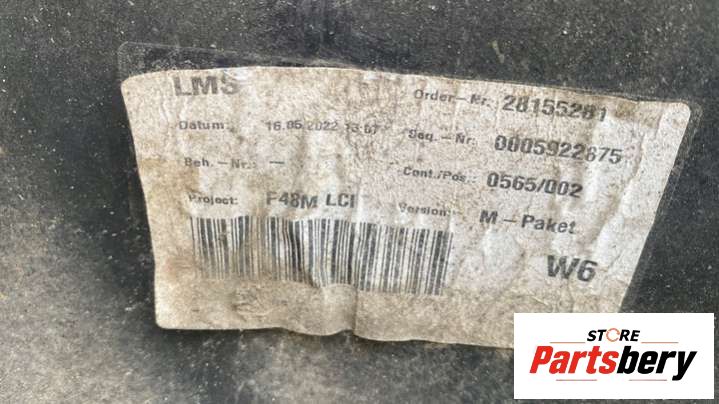 LMS
Order-Nr: 28155281
Datum: 16.05.2022 13:07
Seq.-Nr: 0005922875
Beh.-Nr.: —
Cont./Pos.: 0565/002
Project: F48M LCI
Version: M-Paket
W6
STORE
Partsbery